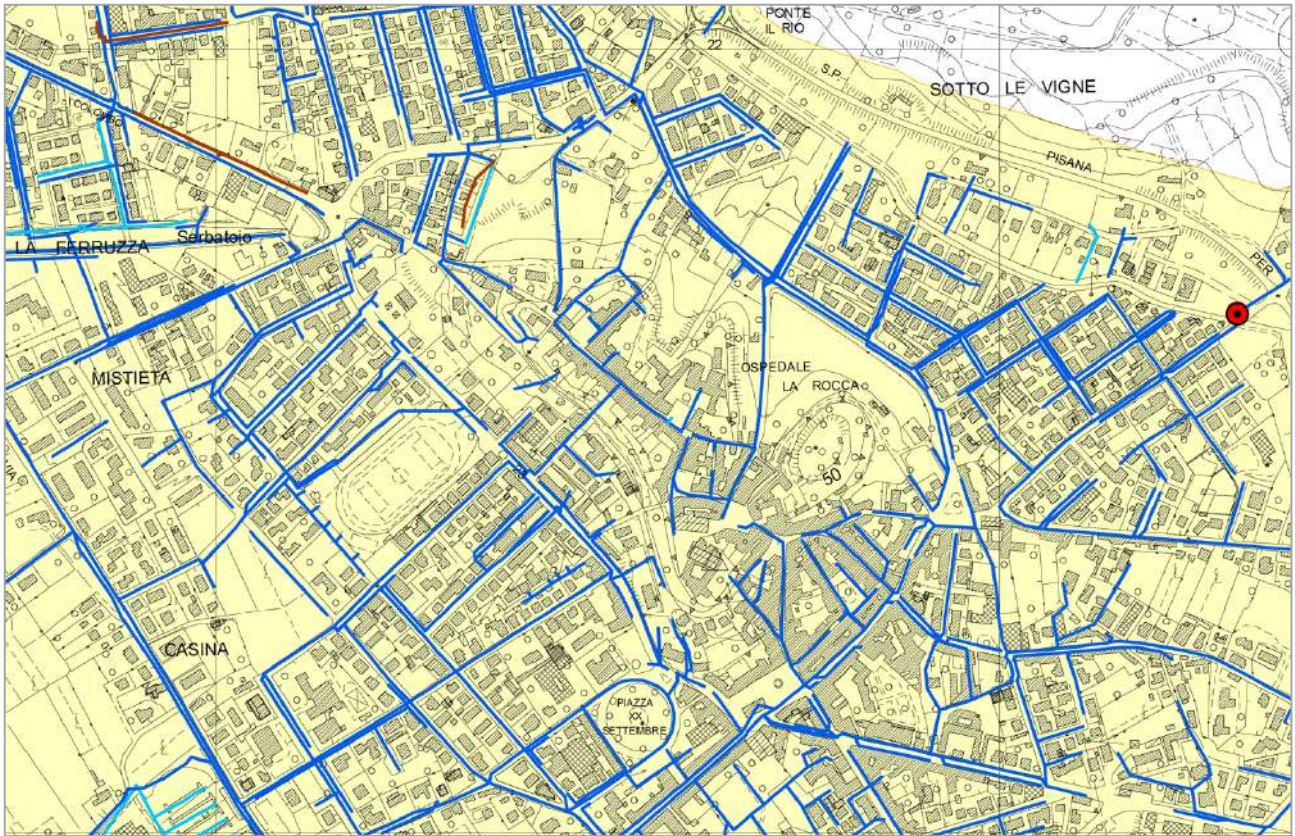 PONTE
IL RIO
22
S.P.
SOTTO LE VIGNE
PISANA
PER
LA FERRUZZA
Serbatoio
MISTIETA
OSPEDALE
LA ROCCA
50
CASINA
PIAZZA
XX
SETTEMBRE